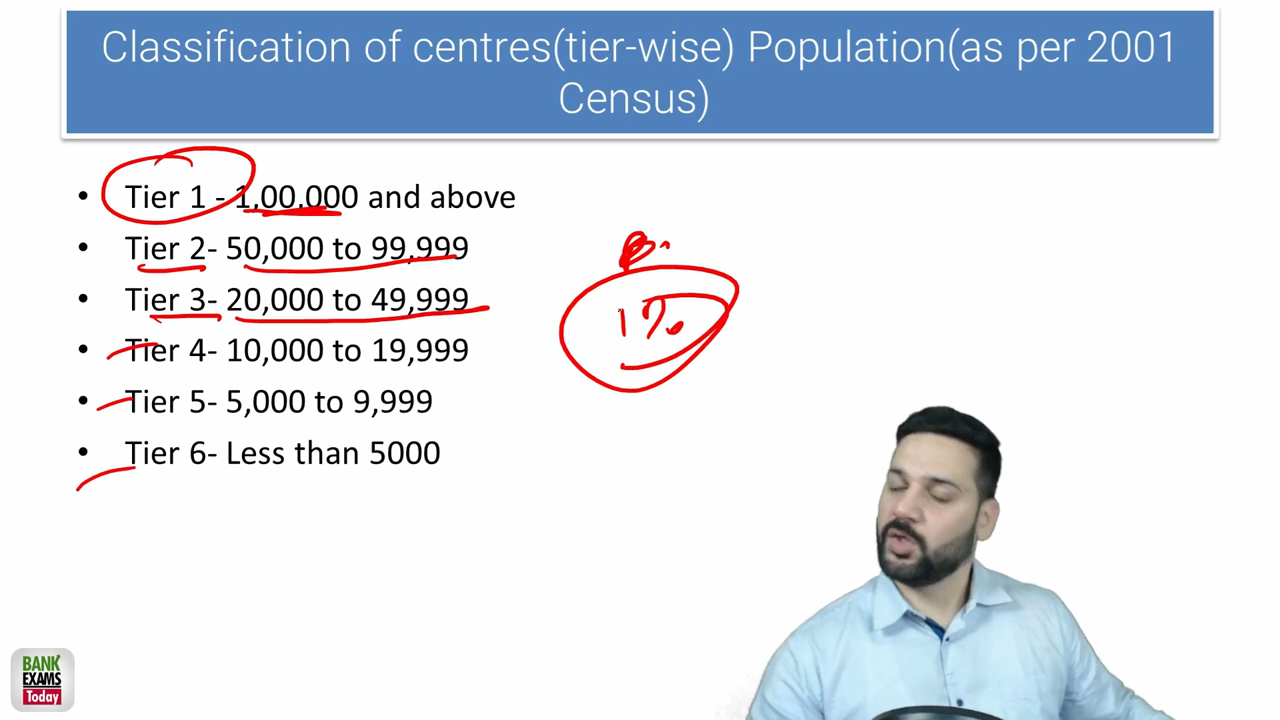 Classification of centres(tier-wise) Population(as per 2001
Census)
• Tier 1 - 1,00,000 and above
• Tier 2- 50,000 to 99,999
• Tier 3- 20,000 to 49,999
• Tier 4- 10,000 to 19,999
• Tier 5- 5,000 to 9,999
• Tier 6- Less than 5000
1%
BANK
EXAMS
Today